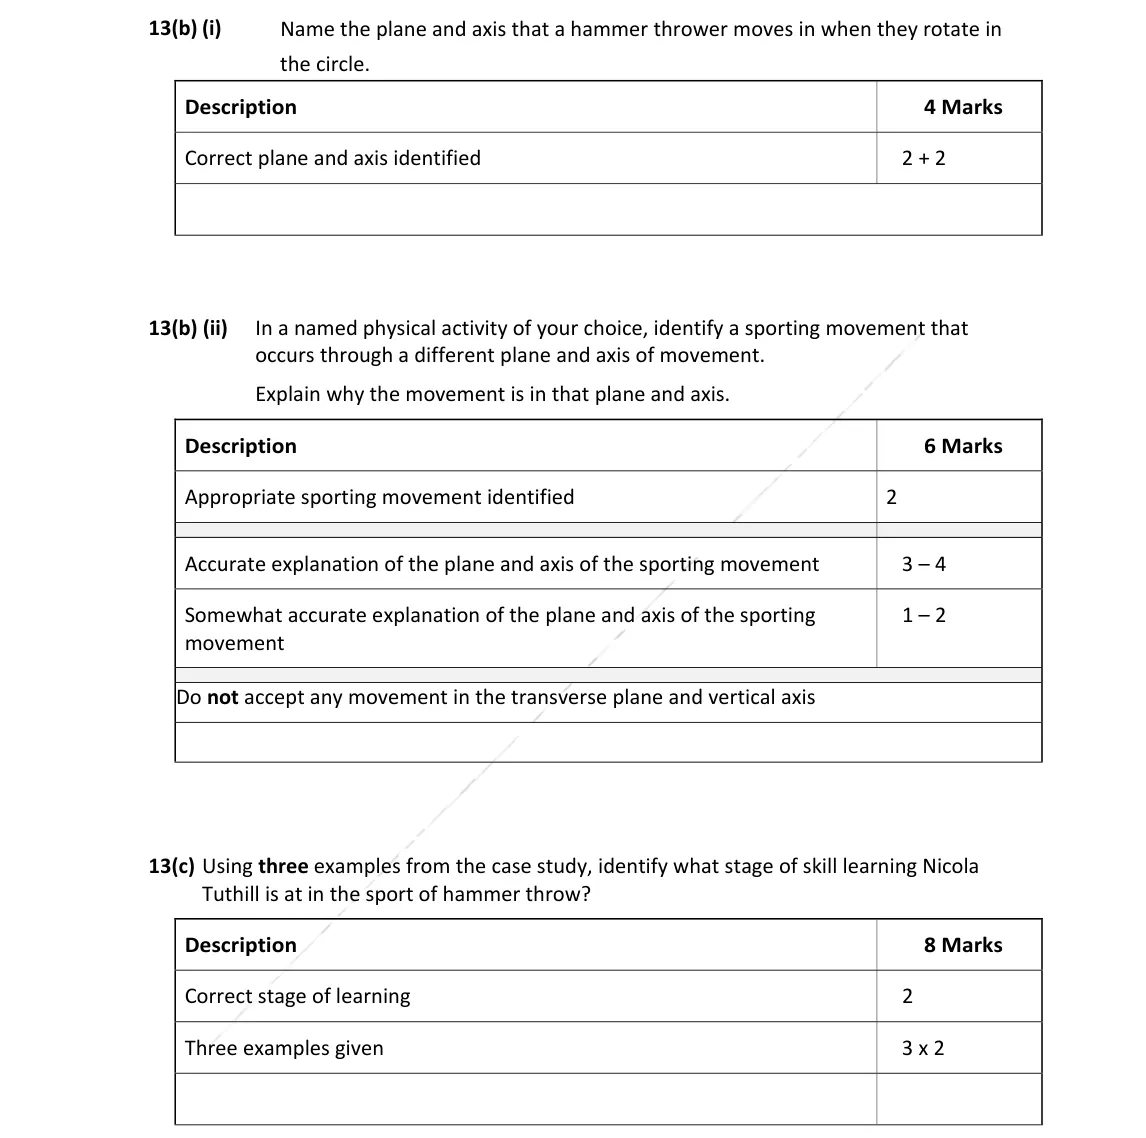 13(b) (i) Name the plane and axis that a hammer thrower moves in when they rotate in
the circle.
Description 4 Marks
Correct plane and axis identified 2 + 2
13(b) (ii) In a named physical activity of your choice, identify a sporting movement that
occurs through a different plane and axis of movement.
Explain why the movement is in that plane and axis.
Description 6 Marks
Appropriate sporting movement identified 2
Accurate explanation of the plane and axis of the sporting movement 3 – 4
Somewhat accurate explanation of the plane and axis of the sporting 1 – 2
movement
Do not accept any movement in the transverse plane and vertical axis
13(c) Using three examples from the case study, identify what stage of skill learning Nicola
Tuthill is at in the sport of hammer throw?
Description 8 Marks
Correct stage of learning 2
Three examples given 3 x 2